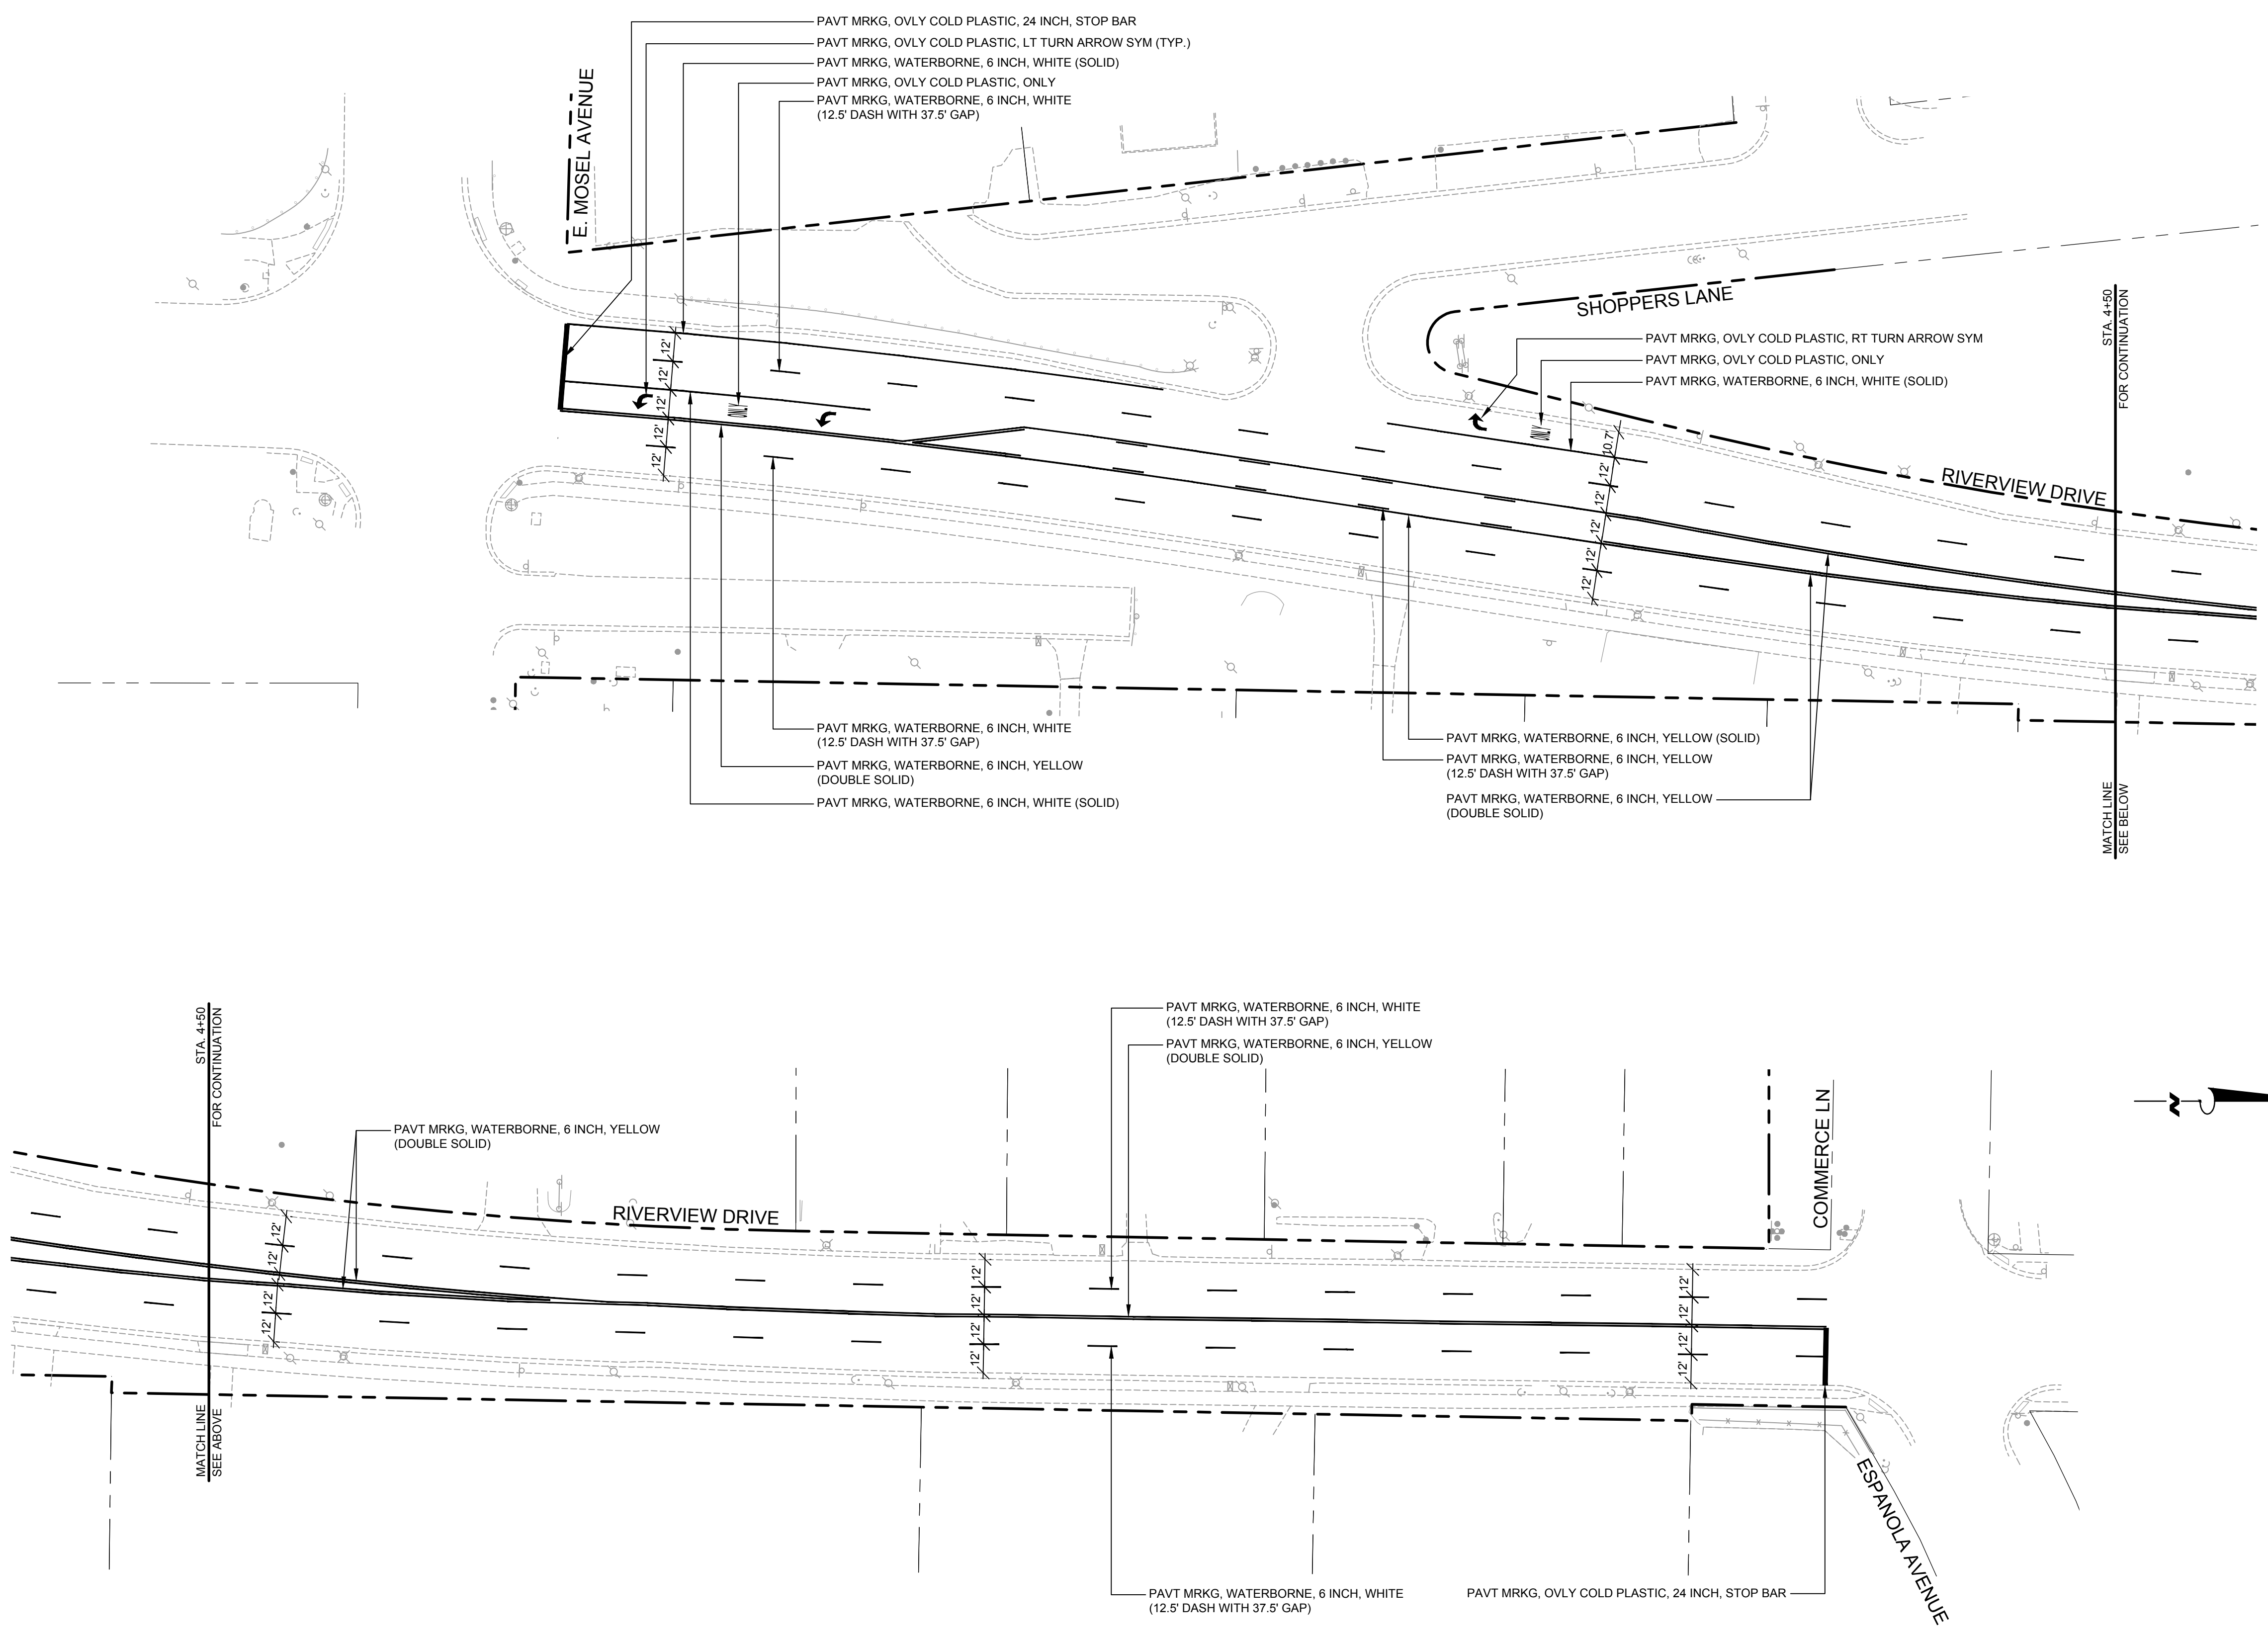 PAVT MRKG, OVLY COLD PLASTIC, 24 INCH, STOP BAR
PAVT MRKG, OVLY COLD PLASTIC, LT TURN ARROW SYM (TYP.)
PAVT MRKG, WATERBORNE, 6 INCH, WHITE (SOLID)
PAVT MRKG, OVLY COLD PLASTIC, ONLY
PAVT MRKG, WATERBORNE, 6 INCH, WHITE
(12.5' DASH WITH 37.5' GAP)
E. MOSEL AVENUE
SHOPPERS LANE
STA. 4+50
FOR CONTINUATION
PAVT MRKG, OVLY COLD PLASTIC, RT TURN ARROW SYM
PAVT MRKG, OVLY COLD PLASTIC, ONLY
PAVT MRKG, WATERBORNE, 6 INCH, WHITE (SOLID)
12'
12'
12'
12'
12'
10.7'
12'
12'
12'
12'
12'
RIVERVIEW DRIVE
PAVT MRKG, WATERBORNE, 6 INCH, WHITE
(12.5' DASH WITH 37.5' GAP)
PAVT MRKG, WATERBORNE, 6 INCH, YELLOW
(DOUBLE SOLID)
PAVT MRKG, WATERBORNE, 6 INCH, WHITE (SOLID)
PAVT MRKG, WATERBORNE, 6 INCH, YELLOW (SOLID)
PAVT MRKG, WATERBORNE, 6 INCH, YELLOW
(12.5' DASH WITH 37.5' GAP)
PAVT MRKG, WATERBORNE, 6 INCH, YELLOW
(DOUBLE SOLID)
MATCH LINE
SEE BELOW
STA. 4+50
FOR CONTINUATION
PAVT MRKG, WATERBORNE, 6 INCH, WHITE
(12.5' DASH WITH 37.5' GAP)
PAVT MRKG, WATERBORNE, 6 INCH, YELLOW
(DOUBLE SOLID)
PAVT MRKG, WATERBORNE, 6 INCH, YELLOW
(DOUBLE SOLID)
COMMERCE LN
RIVERVIEW DRIVE
12'
12'
12'
12'
12'
12'
12'
12'
12'
12'
12'
12'
MATCH LINE
SEE ABOVE
ESPANOLA AVENUE
PAVT MRKG, WATERBORNE, 6 INCH, WHITE
(12.5' DASH WITH 37.5' GAP)
PAVT MRKG, OVLY COLD PLASTIC, 24 INCH, STOP BAR